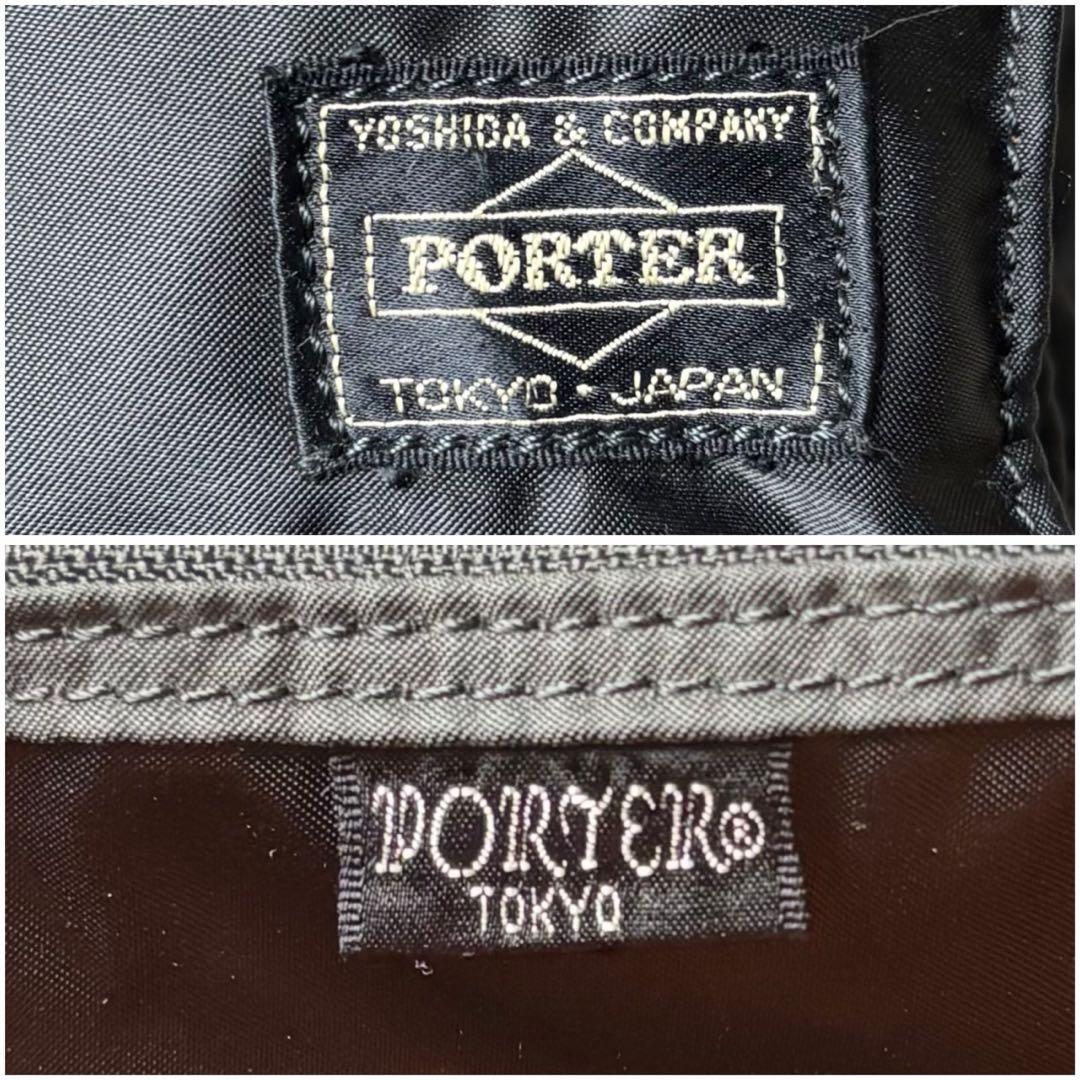 YOSHIDA & COMPANY
PORTER
TOKYO · JAPAN
PORTER®
TOKYO